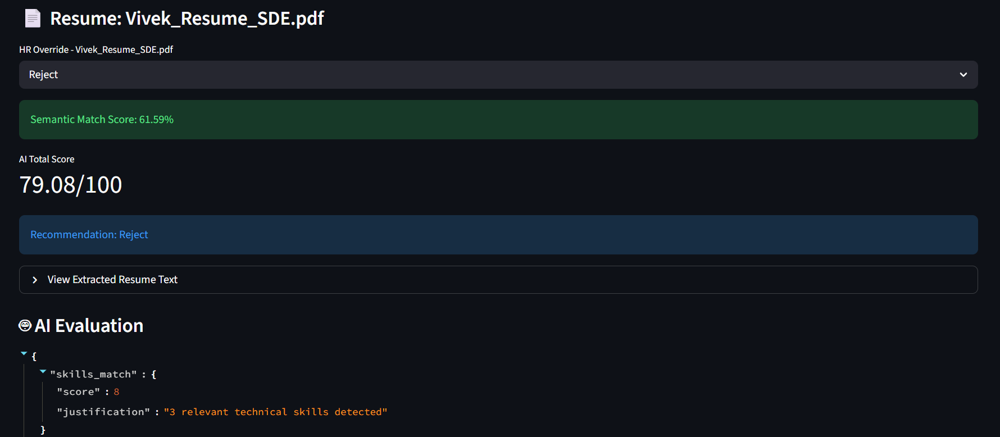 Resume: Vivek_Resume_SDE.pdf
HR Override - Vivek_Resume_SDE.pdf
Reject
Semantic Match Score: 61.59%
AI Total Score
79.08/100
Recommendation: Reject
View Extracted Resume Text
AI Evaluation
{
"skills_match" : {
"score" : 8
"justification" : "3 relevant technical skills detected"
}